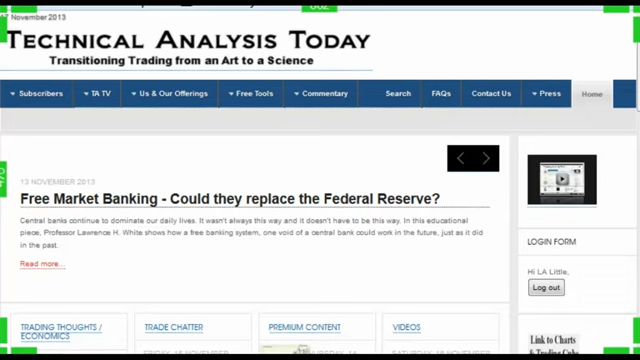 November 2013
TECHNICAL ANALYSIS TODAY
Transitioning Trading from an Art to a Science
Subscribers TA TV Us & Our Offerings Free Tools Commentary Search FAQs Contact Us Press Home
13 NOVEMBER 2013
Free Market Banking - Could they replace the Federal Reserve?
Central banks continue to dominate our daily lives. It wasn't always this way and it doesn't have to be this way. In this educational
piece, Professor Lawrence H. White shows how a free banking system, one void of a central bank could work in the future, just as it did
in the past.
Read more...
LOGIN FORM
Hi LA Little,
Log out
TRADING THOUGHTS /
ECONOMICS
TRADE CHATTER
PREMIUM CONTENT
VIDEOS
Link to Charts
& Trading Cube